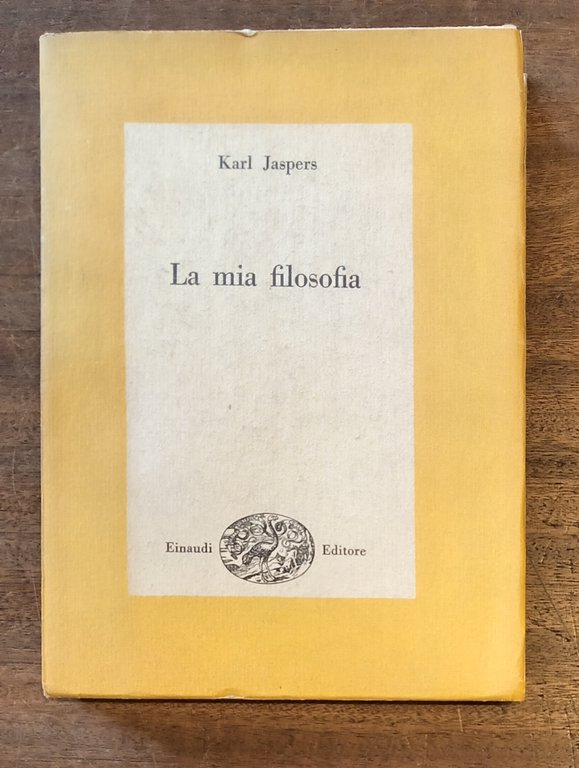 Karl Jaspers
La mia filosofia
Einaudi Editore